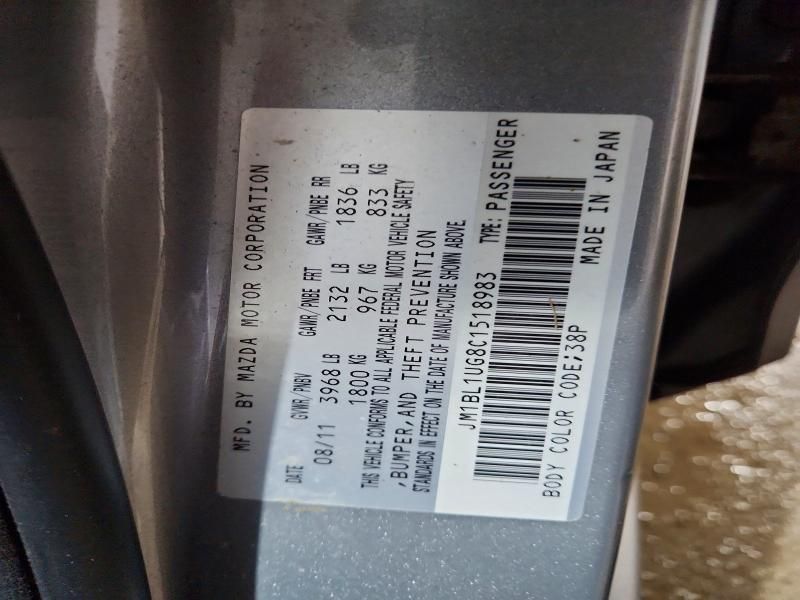 MFD. BY MAZDA MOTOR CORPORATION
DATE GVWR/PNBV GAWR/PNBE FRT GAWR/PNBE RR
08/11 3968 LB 2132 LB 1836 LB
1800 KG 967 KG 833 KG
THIS VEHICLE CONFORMS TO ALL APPLICABLE FEDERAL MOTOR VEHICLE SAFETY
,BUMPER,AND THEFT PREVENTION
STANDARDS IN EFFECT ON THE DATE OF MANUFACTURE SHOWN ABOVE.
JM1BL1UG8C1518983 TYPE: PASSENGER
BODY COLOR CODE:38P MADE IN JAPAN